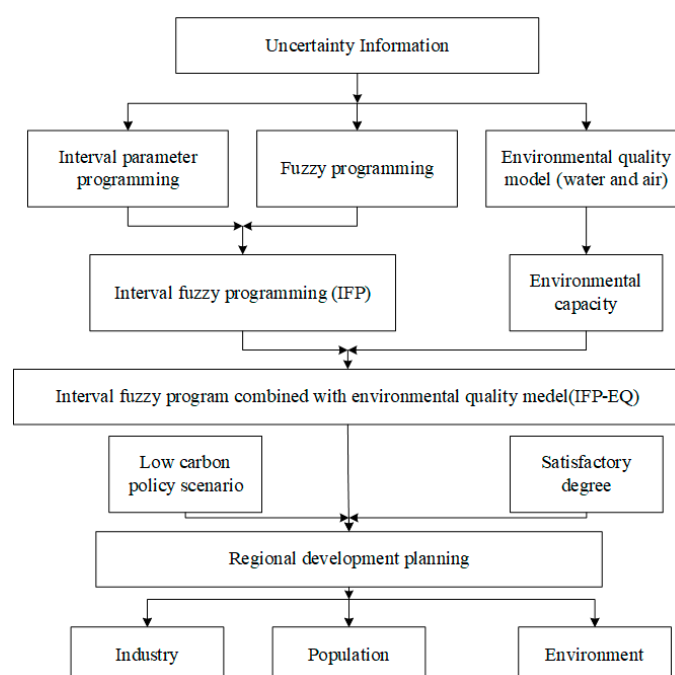 Uncertainty Information
Interval parameter
programming
Fuzzy programming
Environmental quality
model (water and air)
Interval fuzzy programming (IFP)
Environmental
capacity
Interval fuzzy program combined with environmental quality medel(IFP-EQ)
Low carbon
policy scenario
Satisfactory
degree
Regional development planning
Industry
Population
Environment